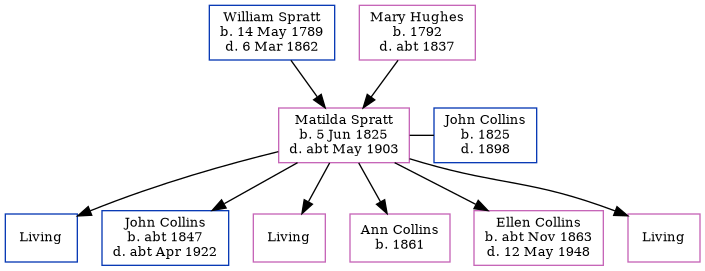 William Spratt
b. 14 May 1789
d. 6 Mar 1862
Mary Hughes
b. 1792
d. abt 1837
Matilda Spratt
b. 5 Jun 1825
d. abt May 1903
John Collins
b. 1825
d. 1898
Living
John Collins
b. abt 1847
d. abt Apr 1922
Living
Ann Collins
b. 1861
Ellen Collins
b. abt Nov 1863
d. 12 May 1948
Living